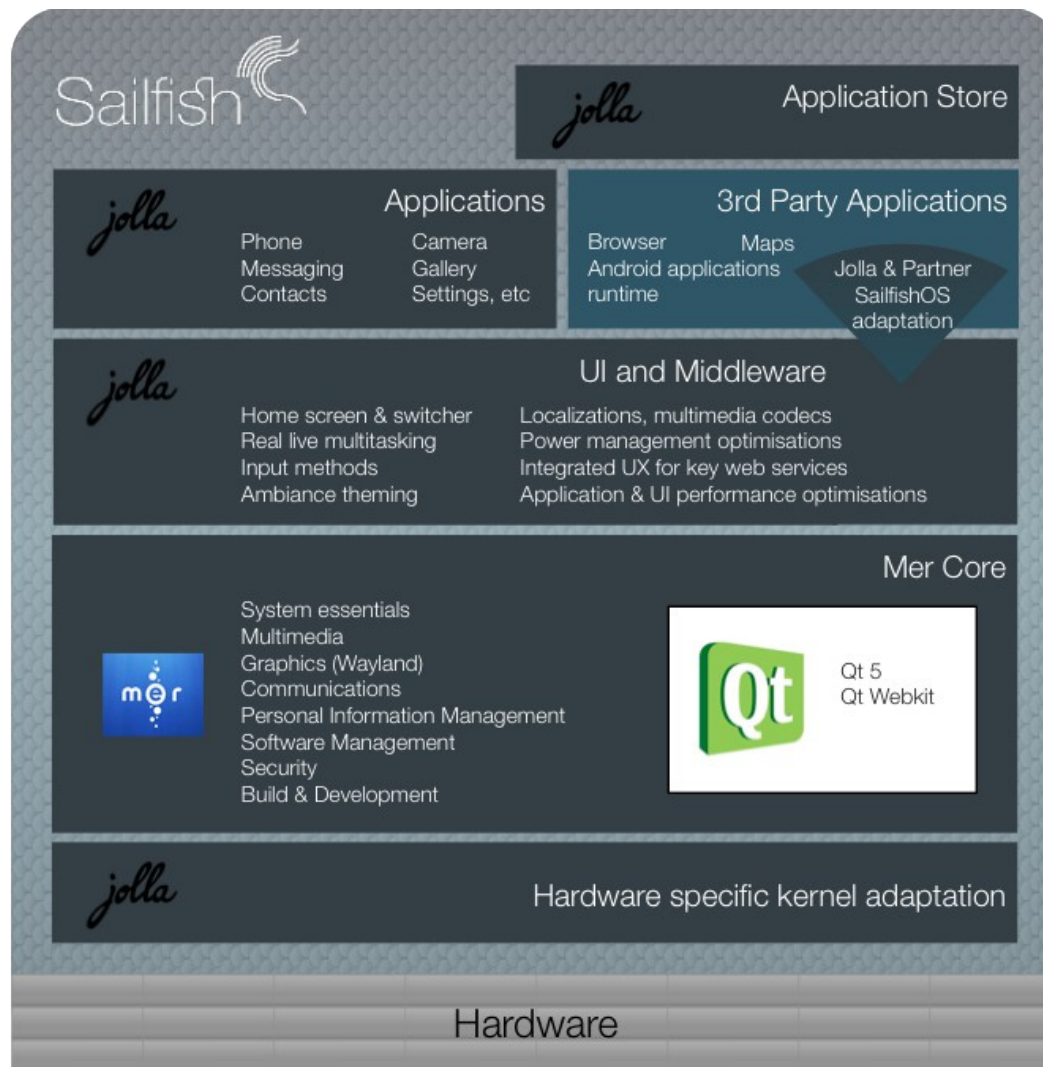 Sailfish
jolla
Application Store
jolla
Applications
Phone
Messaging
Contacts
Camera
Gallery
Settings, etc
3rd Party Applications
Browser
Maps
Android applications
runtime
Jolla & Partner
SailfishOS
adaptation
jolla
UI and Middleware
Home screen & switcher
Real live multitasking
Input methods
Ambiance theming
Localizations, multimedia codecs
Power management optimisations
Integrated UX for key web services
Application & UI performance optimisations
Mer Core
mer
System essentials
Multimedia
Graphics (Wayland)
Communications
Personal Information Management
Software Management
Security
Build & Development
Qt
Qt 5
Qt Webkit
jolla
Hardware specific kernel adaptation
Hardware